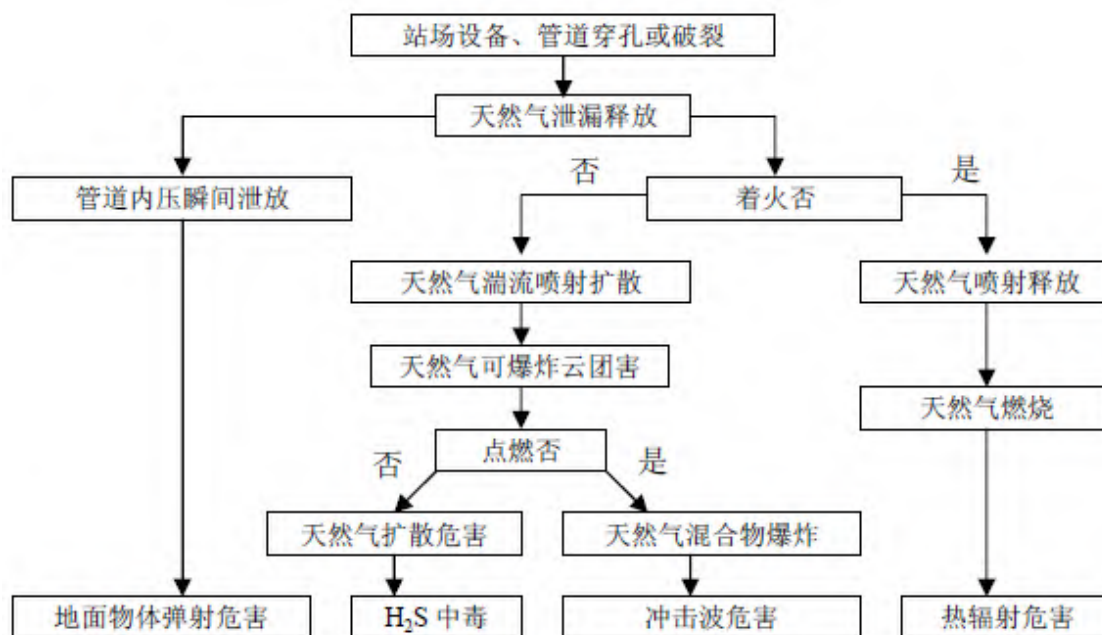 站场设备、管道穿孔或破裂
天然气泄漏释放
否
是
管道内压瞬间泄放
着火否
天然气湍流喷射扩散
天然气喷射释放
天然气可爆炸云团害
天然气燃烧
点燃否
否
是
天然气扩散危害
天然气混合物爆炸
地面物体弹射危害
H₂S 中毒
冲击波危害
热辐射危害